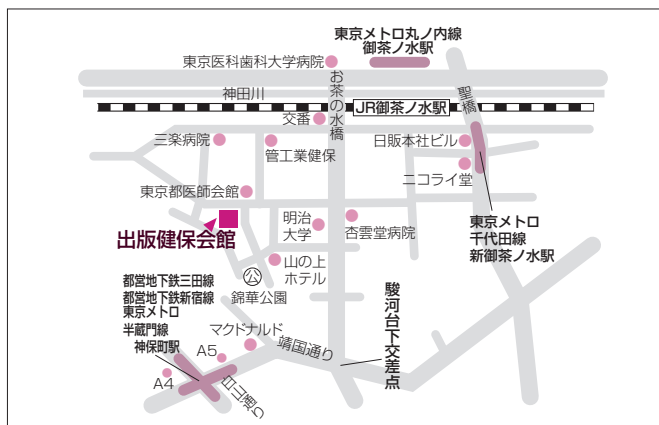 東京メトロ丸ノ内線
御茶ノ水駅
東京医科歯科大学病院
お茶の水橋
聖橋
神田川
JR御茶ノ水駅
交番
三楽病院
管工業健保
日販本社ビル
ニコライ堂
東京都医師会館
出版健保会館
明治
大学
杏雲堂病院
東京メトロ
千代田線
新御茶ノ水駅
山の上
ホテル
公
錦華公園
都営地下鉄三田線
都営地下鉄新宿線
東京メトロ
半蔵門線
神保町駅
マクドナルド
靖国通り
駿河台下交差点
A5
A4
白山通り